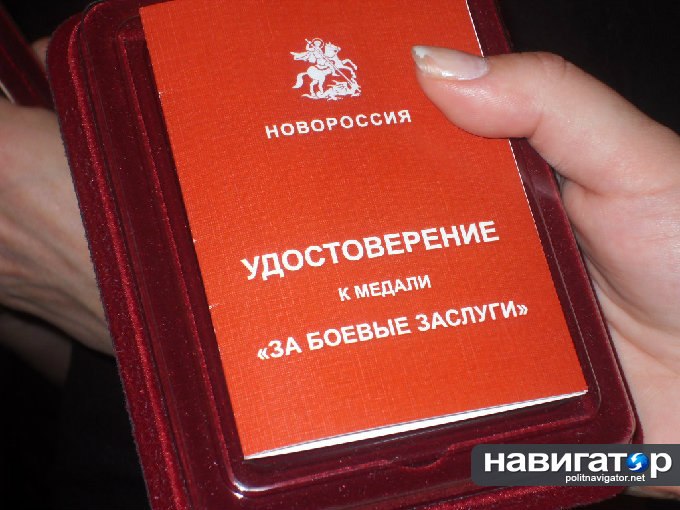 НОВОРОССИЯ
УДОСТОВЕРЕНИЕ
К МЕДАЛИ
«ЗА БОЕВЫЕ ЗАСЛУГИ»
навигатор
politnavigator.net